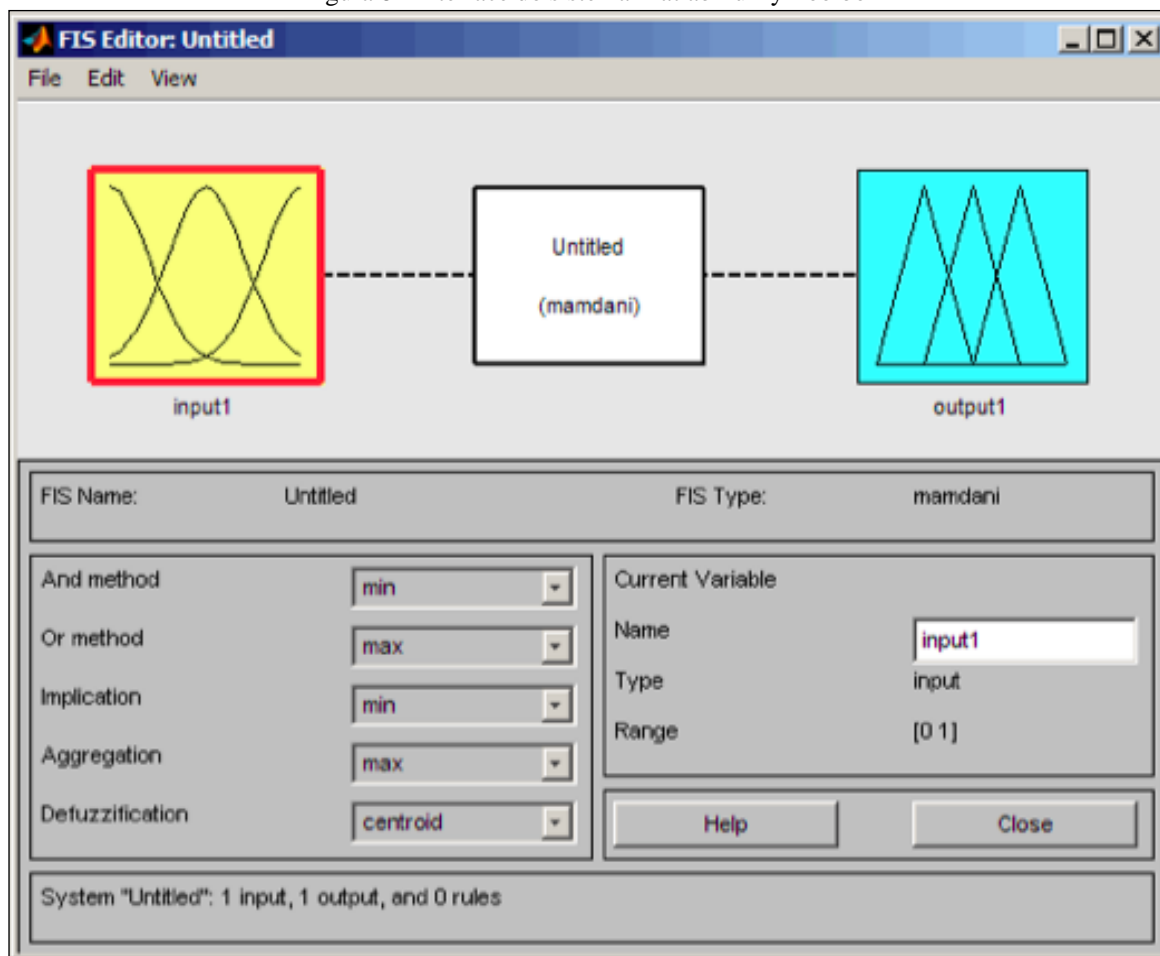 FIS Editor: Untitled
File Edit View
Untitled
(mamdani)
input1
output1
FIS Name: Untitled FIS Type: mamdani
And method min
Or method max
Implication min
Aggregation max
Defuzzification centroid
Current Variable
Name input1
Type input
Range [0 1]
Help Close
System "Untitled": 1 input, 1 output, and 0 rules